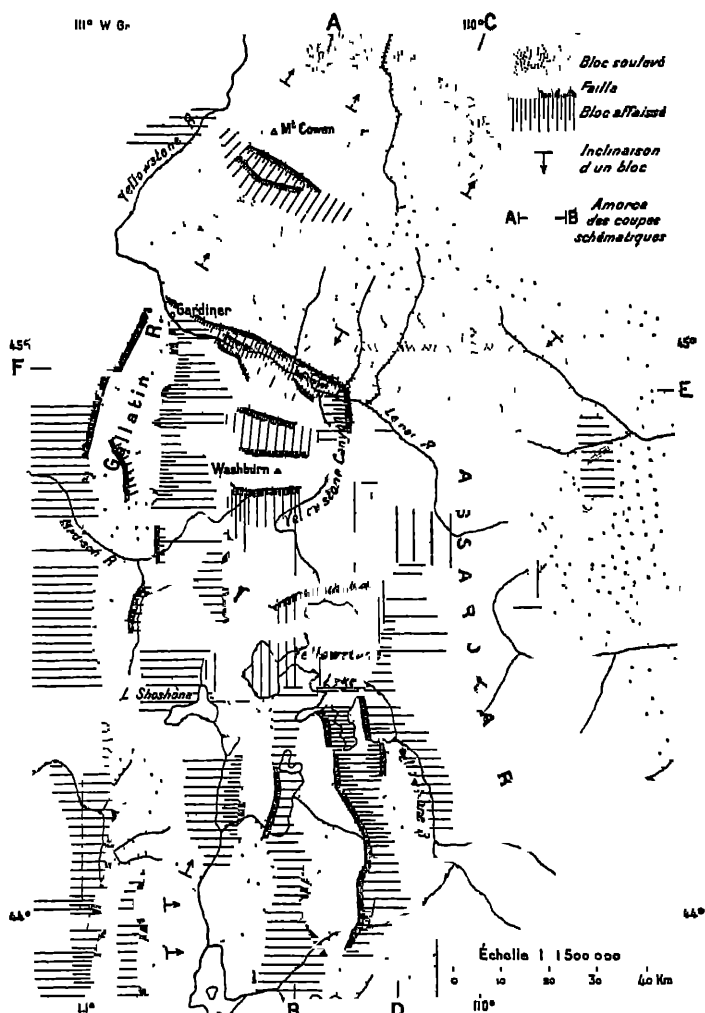 111° W Gr
A
110° C
Bloc soulevé
Faille
Bloc affaissé
Inclinaison
d'un bloc
A B
Amorce
des coupes
schématiques
Mt Cowen
Yellowstone R.
Gardiner
45°
45°
F
E
Gallatin R.
Lamar R
Washburn
Yellowstone Canyon
ABSAROKA R
Madison R
Yellowstone
Lake
L Shoshone
44°
44°
Échelle 1 1500 000
0 10 20 30 40 Km
H
B
D
110°